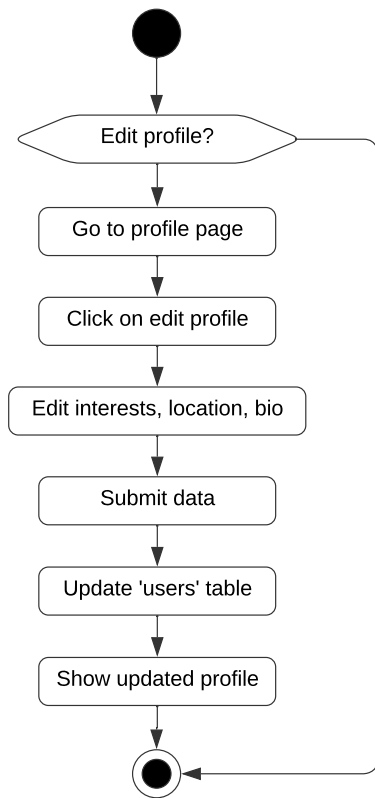 Edit profile?
Go to profile page
Click on edit profile
Edit interests, location, bio
Submit data
Update 'users' table
Show updated profile